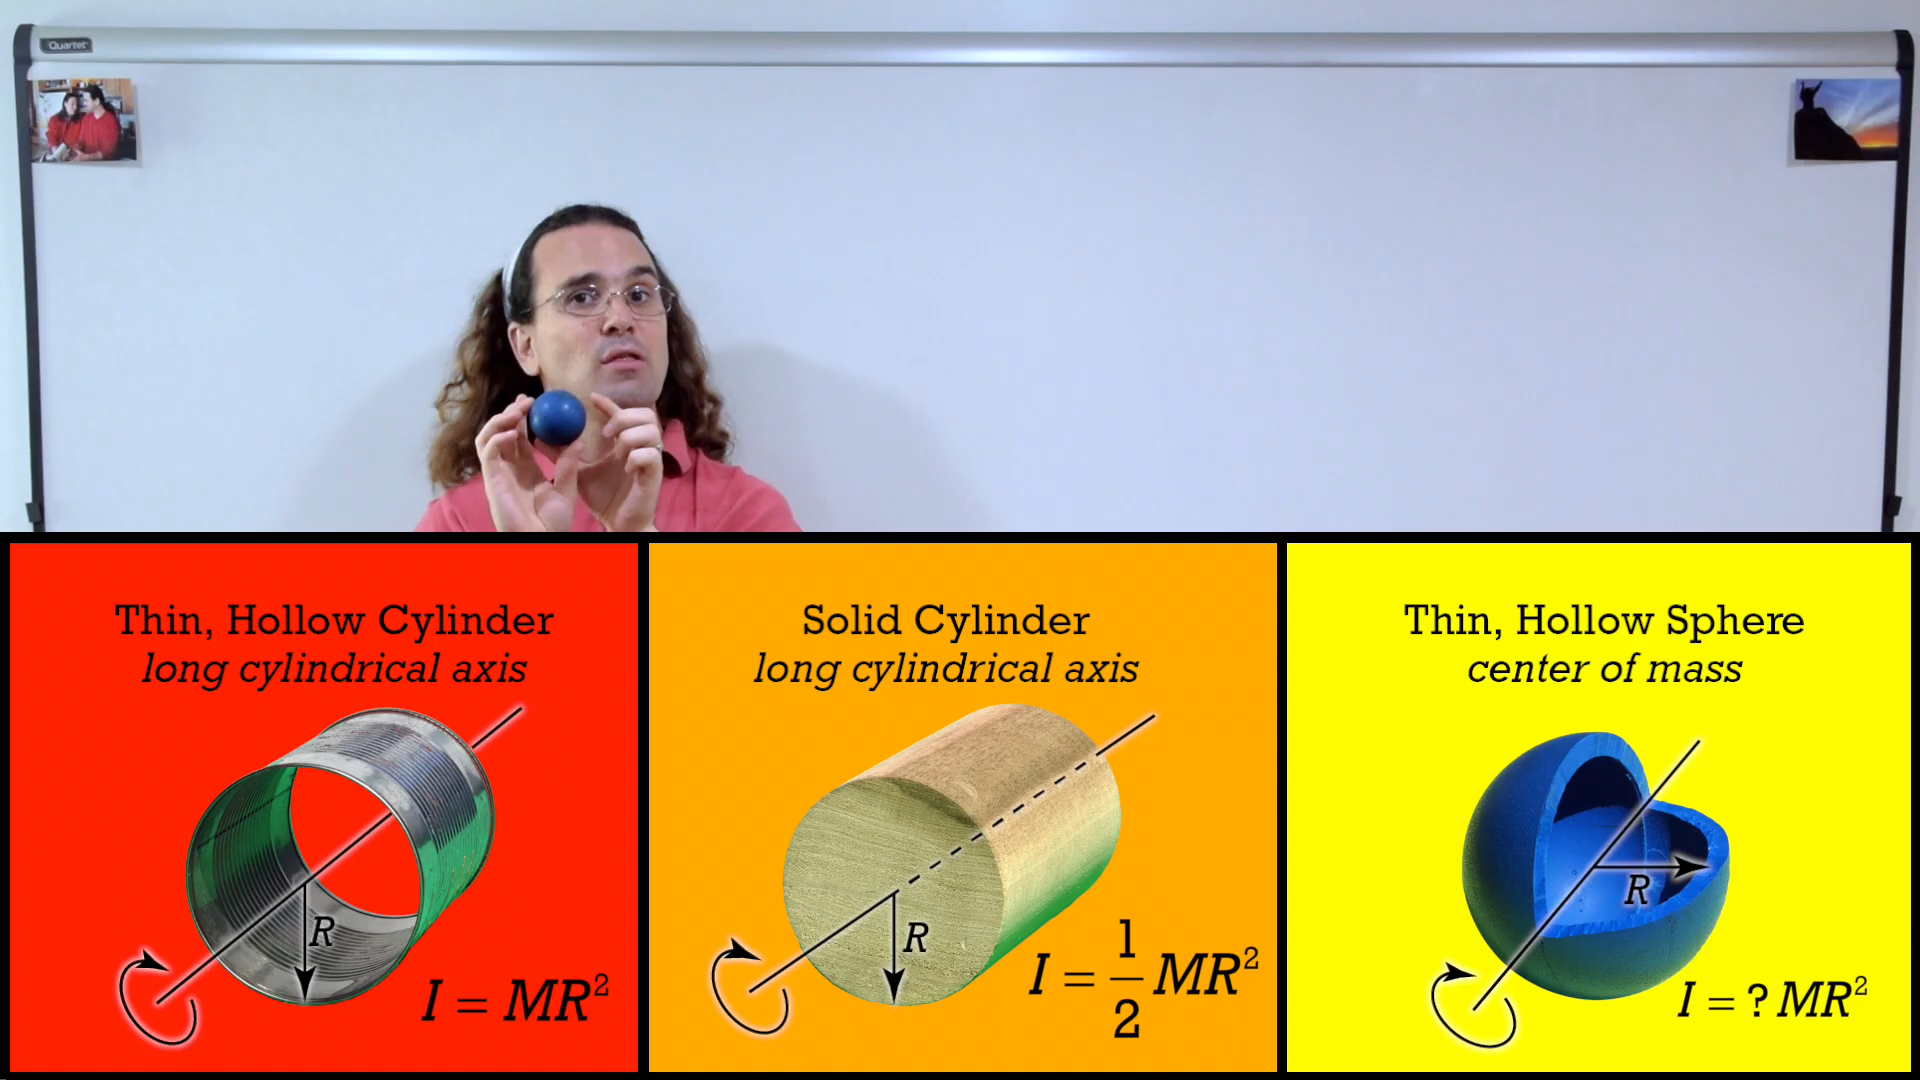 Quartet
Thin, Hollow Cylinder
long cylindrical axis
R
I = MR²
Solid Cylinder
long cylindrical axis
R
I = 1/2 MR²
Thin, Hollow Sphere
center of mass
R
I = ? MR²